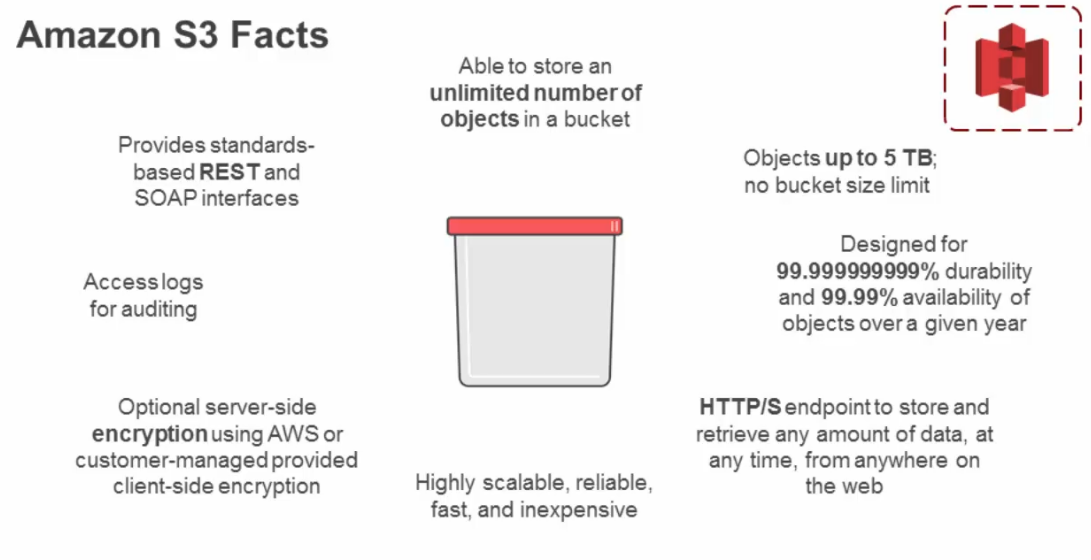 Amazon S3 Facts
Able to store an
unlimited number of
objects in a bucket
Provides standards-
based REST and
SOAP interfaces
Objects up to 5 TB;
no bucket size limit
Access logs
for auditing
Designed for
99.999999999% durability
and 99.99% availability of
objects over a given year
Optional server-side
encryption using AWS or
customer-managed provided
client-side encryption
HTTP/S endpoint to store and
retrieve any amount of data, at
any time, from anywhere on
the web
Highly scalable, reliable,
fast, and inexpensive